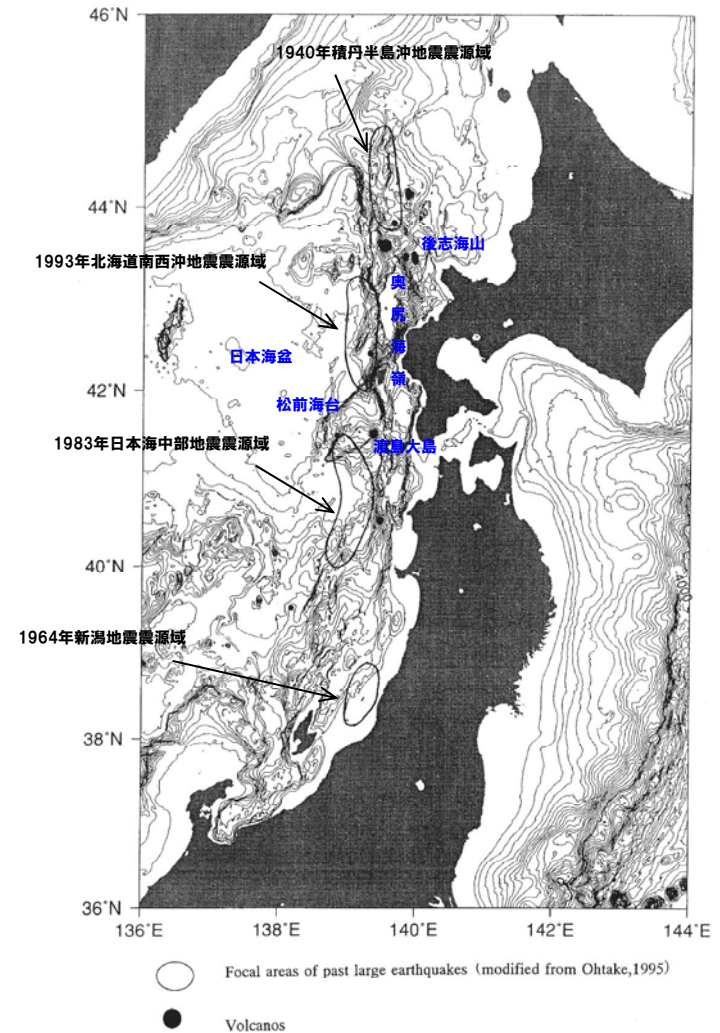 46°N
1940年積丹半島沖地震震源域
44°N
後志海山
1993年北海道南西沖地震震源域
奥
尻
海
嶺
日本海盆
42°N
松前海台
1983年日本海中部地震震源域
渡島大島
40°N
4000
1964年新潟地震震源域
38°N
36°N
136°E
138°E
140°E
142°E
144°E
Focal areas of past large earthquakes (modified from Ohtake,1995)
Volcanos